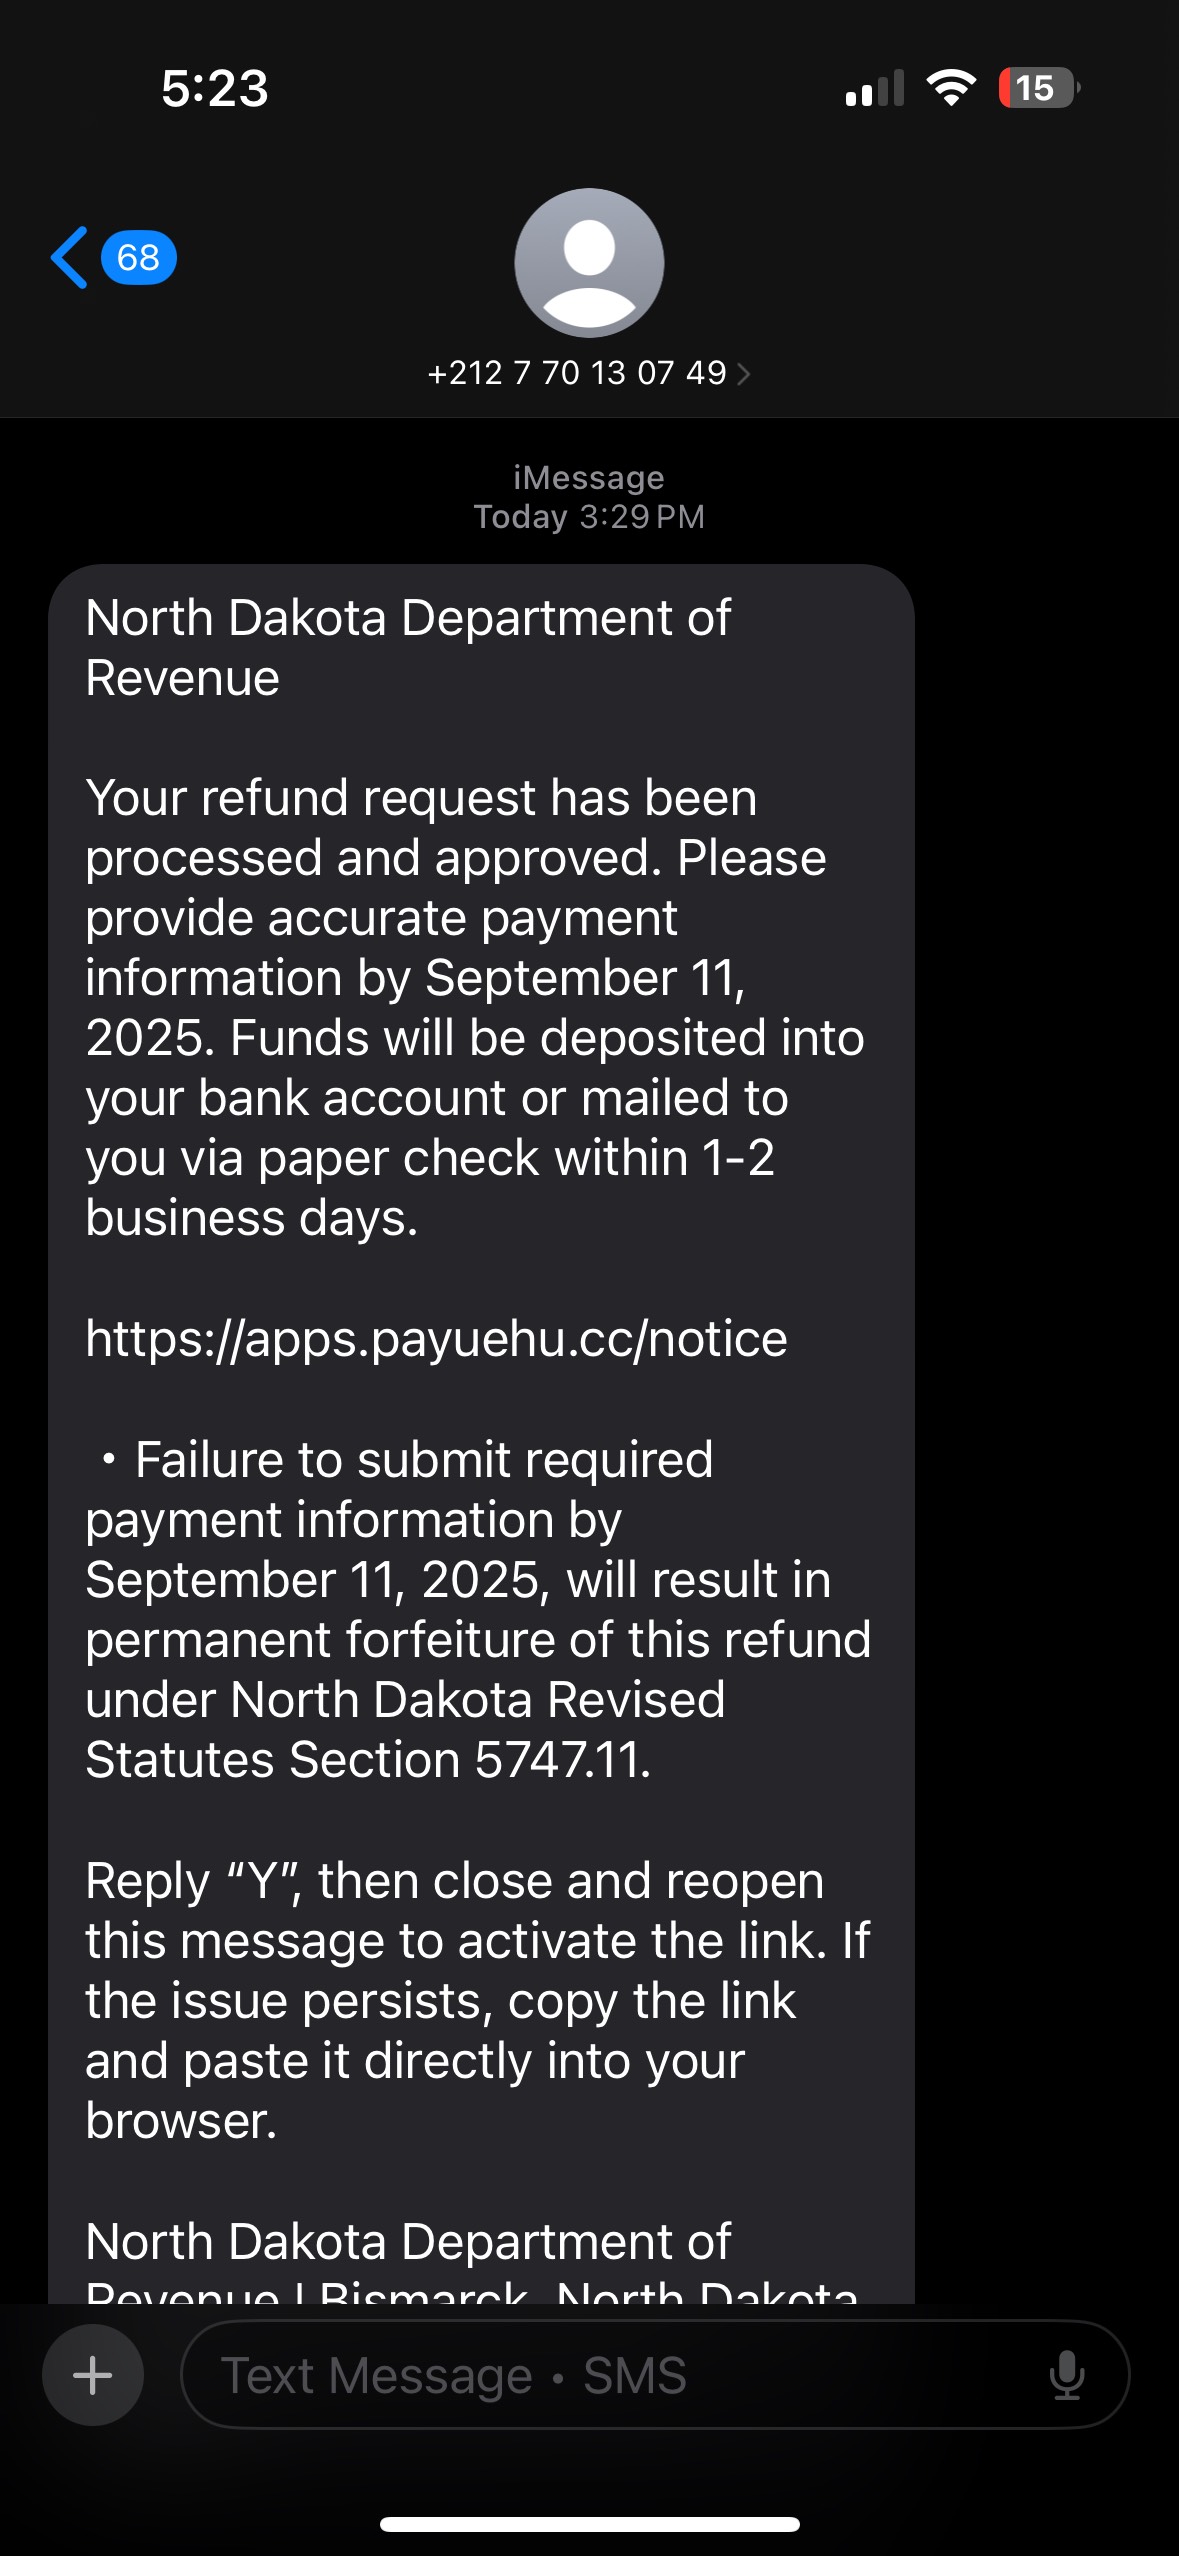 5:23
15
68
+212 7 70 13 07 49
iMessage
Today 3:29 PM
North Dakota Department of
Revenue
Your refund request has been
processed and approved. Please
provide accurate payment
information by September 11,
2025. Funds will be deposited into
your bank account or mailed to
you via paper check within 1-2
business days.
https://apps.payuehu.cc/notice
• Failure to submit required
payment information by
September 11, 2025, will result in
permanent forfeiture of this refund
under North Dakota Revised
Statutes Section 5747.11.
Reply “Y”, then close and reopen
this message to activate the link. If
the issue persists, copy the link
and paste it directly into your
browser.
North Dakota Department of
Revenue | Bismarck, North Dakota
Text Message • SMS